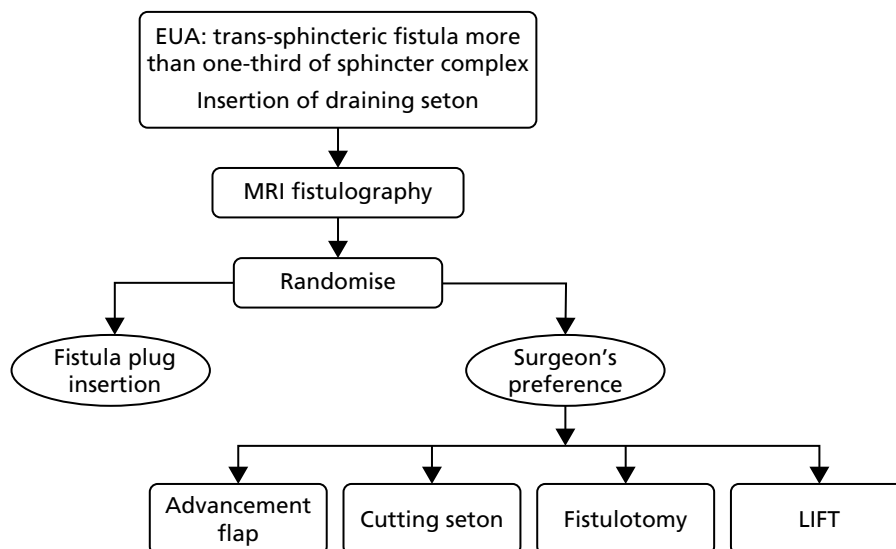 EUA: trans-sphincteric fistula more
than one-third of sphincter complex
Insertion of draining seton
MRI fistulography
Randomise
Fistula plug
insertion
Surgeon’s
preference
Advancement
flap
Cutting seton
Fistulotomy
LIFT